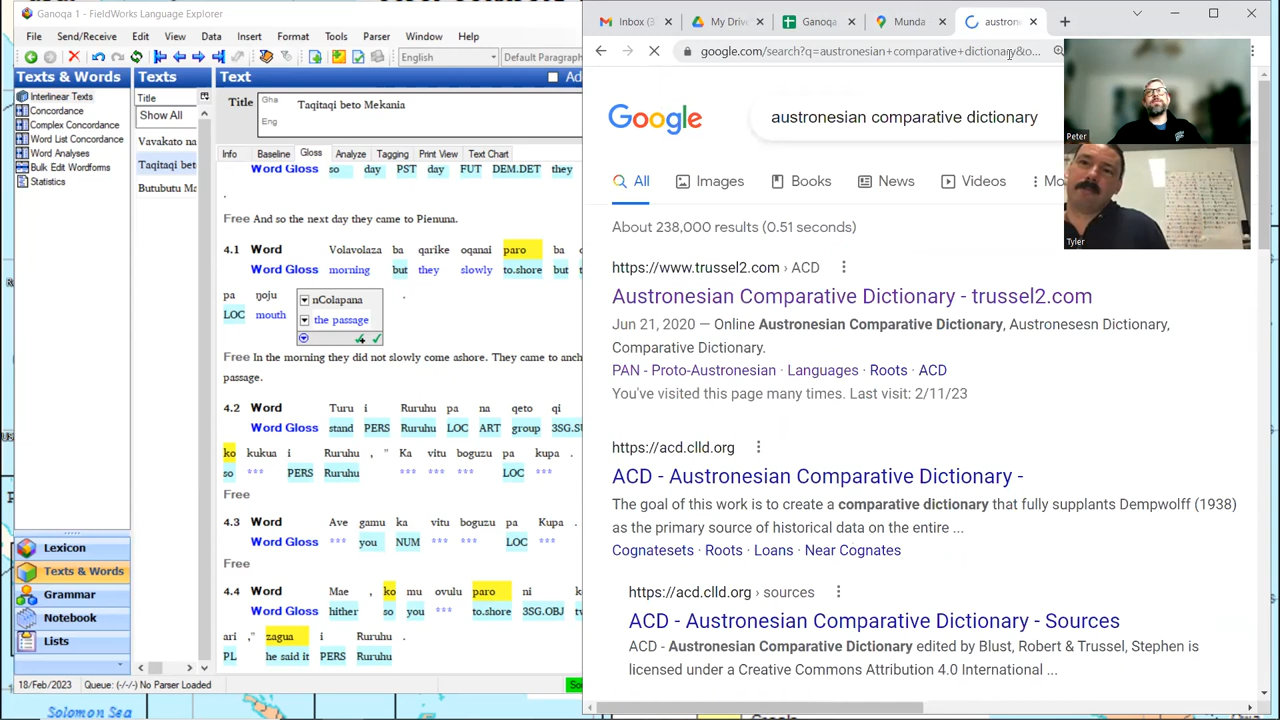 Ganoqa 1 - FieldWorks Language Explorer
File Send/Receive Edit View Data Insert Format Tools Parser Window Help
English Default Paragraph
Texts & Words
Interlinear Texts
Concordance
Complex Concordance
Word List Concordance
Word Analyses
Bulk Edit Wordforms
Statistics
Lexicon
Texts & Words
Grammar
Notebook
Lists
18/Feb/2023 Queue: (-/-/-) No Parser Loaded
Texts
Title
Show All
Vavakato na
Taqitaqi bet
Butubutu Ma
Text
Title Gha Taqitaqi beto Mekania
Eng
Info Baseline Gloss Analyze Tagging Print View Text Chart
Word Gloss so day PST day FUT DEM.DET they
.
Free And so the next day they came to Pienuna.
4.1 Word Volavolaza ba qarike oqanai paro ba
Word Gloss morning but they slowly to.shore but
pa ŋoju nColapana .
LOC mouth the passage
Free In the morning they did not slowly come ashore. They came to anch
passage.
4.2 Word Turu i Ruruhu pa na qeto qi
Word Gloss stand PERS Ruruhu LOC ART group 3SG.SU
ko kukua i Ruruhu , " Ka vitu boguzu pa kupa .
so *** PERS Ruruhu *** *** *** LOC ***
Free
4.3 Word Ave gamu ka vitu boguzu pa Kupa .
Word Gloss *** you NUM *** *** LOC ***
Free
4.4 Word Mae , ko mu ovulu paro ni
Word Gloss hither so you *** to.shore 3SG.OBJ
ari ," zagua i Ruruhu .
PL he said it PERS Ruruhu
Solomon Sea
Inbox (3 My Driv Ganoqa Munda austron
google.com/search?q=austronesian+comparative+dictionary&o...
Google
austronesian comparative dictionary
All Images Books News Videos Mo
About 238,000 results (0.51 seconds)
https://www.trussel2.com › ACD
Austronesian Comparative Dictionary - trussel2.com
Jun 21, 2020 — Online Austronesian Comparative Dictionary, Austronesesn Dictionary,
Comparative Dictionary.
PAN - Proto-Austronesian · Languages · Roots · ACD
You've visited this page many times. Last visit: 2/11/23
https://acd.clld.org
ACD - Austronesian Comparative Dictionary -
The goal of this work is to create a comparative dictionary that fully supplants Dempwolff (1938)
as the primary source of historical data on the entire ...
Cognatesets · Roots · Loans · Near Cognates
https://acd.clld.org › sources
ACD - Austronesian Comparative Dictionary - Sources
ACD - Austronesian Comparative Dictionary edited by Blust, Robert & Trussel, Stephen is
licensed under a Creative Commons Attribution 4.0 International ...
Peter
Tyler